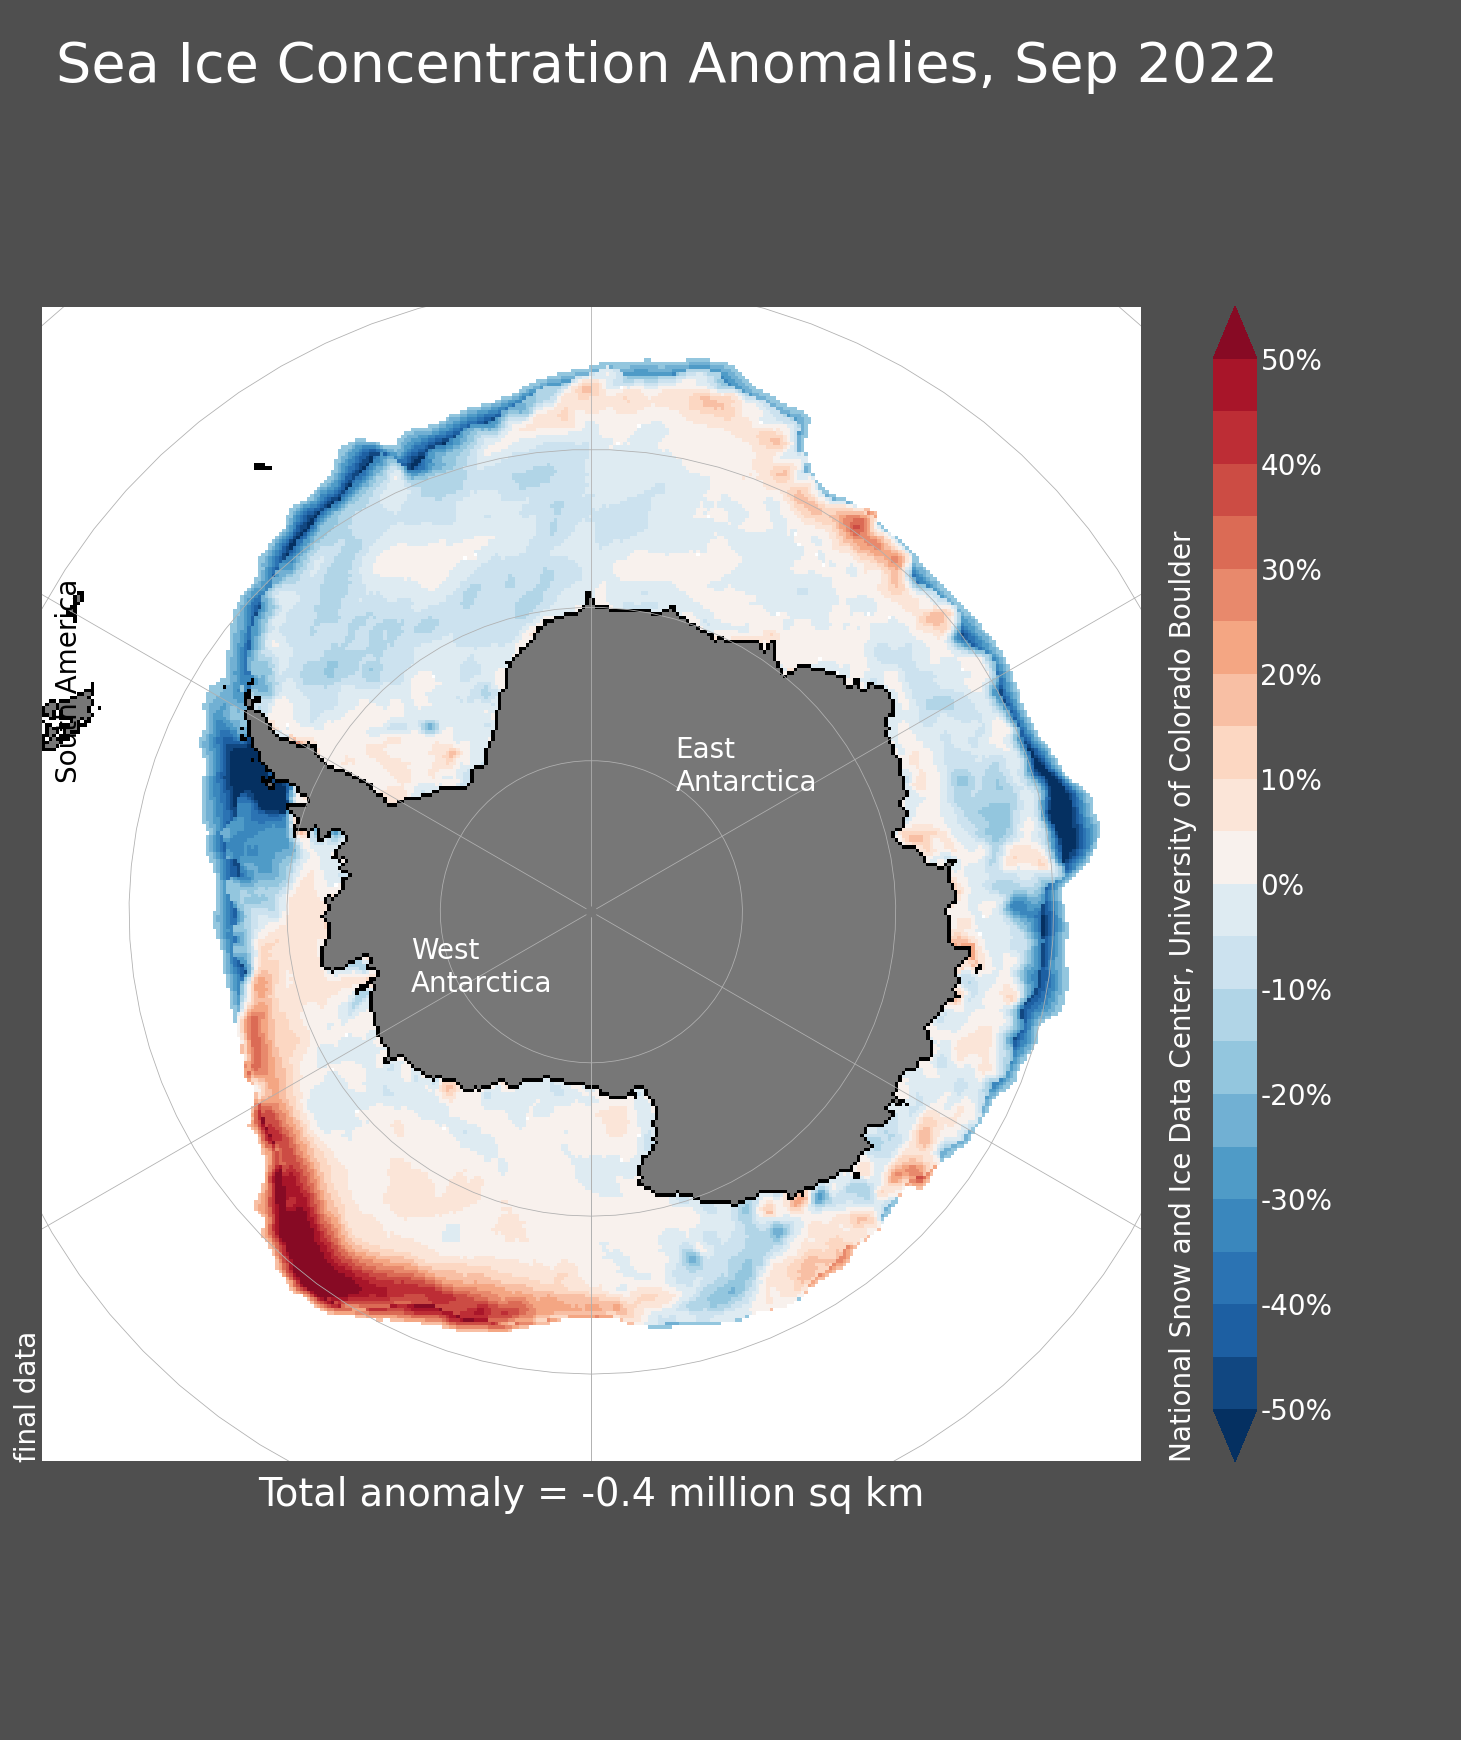 Sea Ice Concentration Anomalies, Sep 2022
South America
East
Antarctica
West
Antarctica
final data
National Snow and Ice Data Center, University of Colorado Boulder
50%
40%
30%
20%
10%
0%
-10%
-20%
-30%
-40%
-50%
Total anomaly = -0.4 million sq km